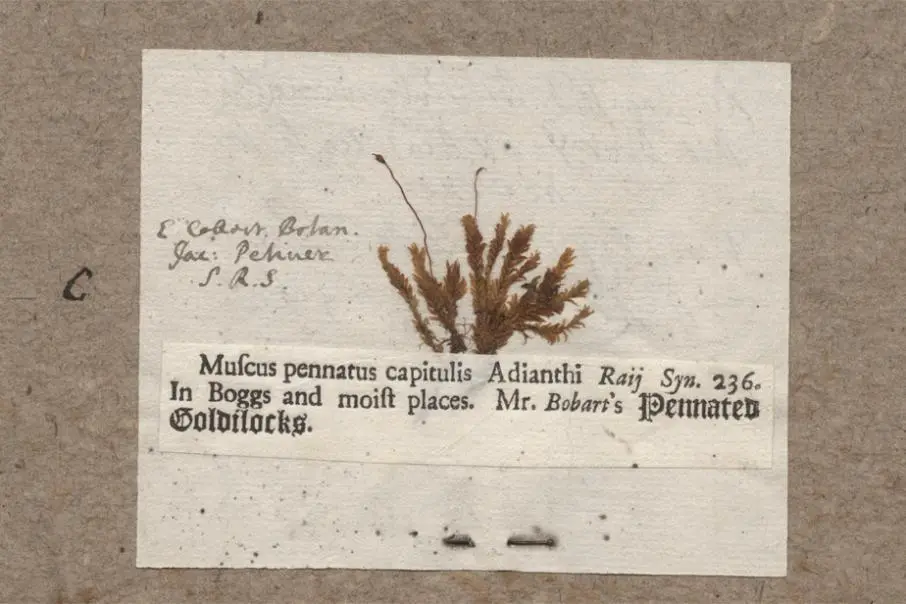 C
E Cohort. Botan.
Jac: Petiver
S. R. S.
Muſcus pennatus capitulis Adianthi Raij Syn. 236.
In Boggs and moiſt places. Mr. Bobart's Pennated
Goldilocks.